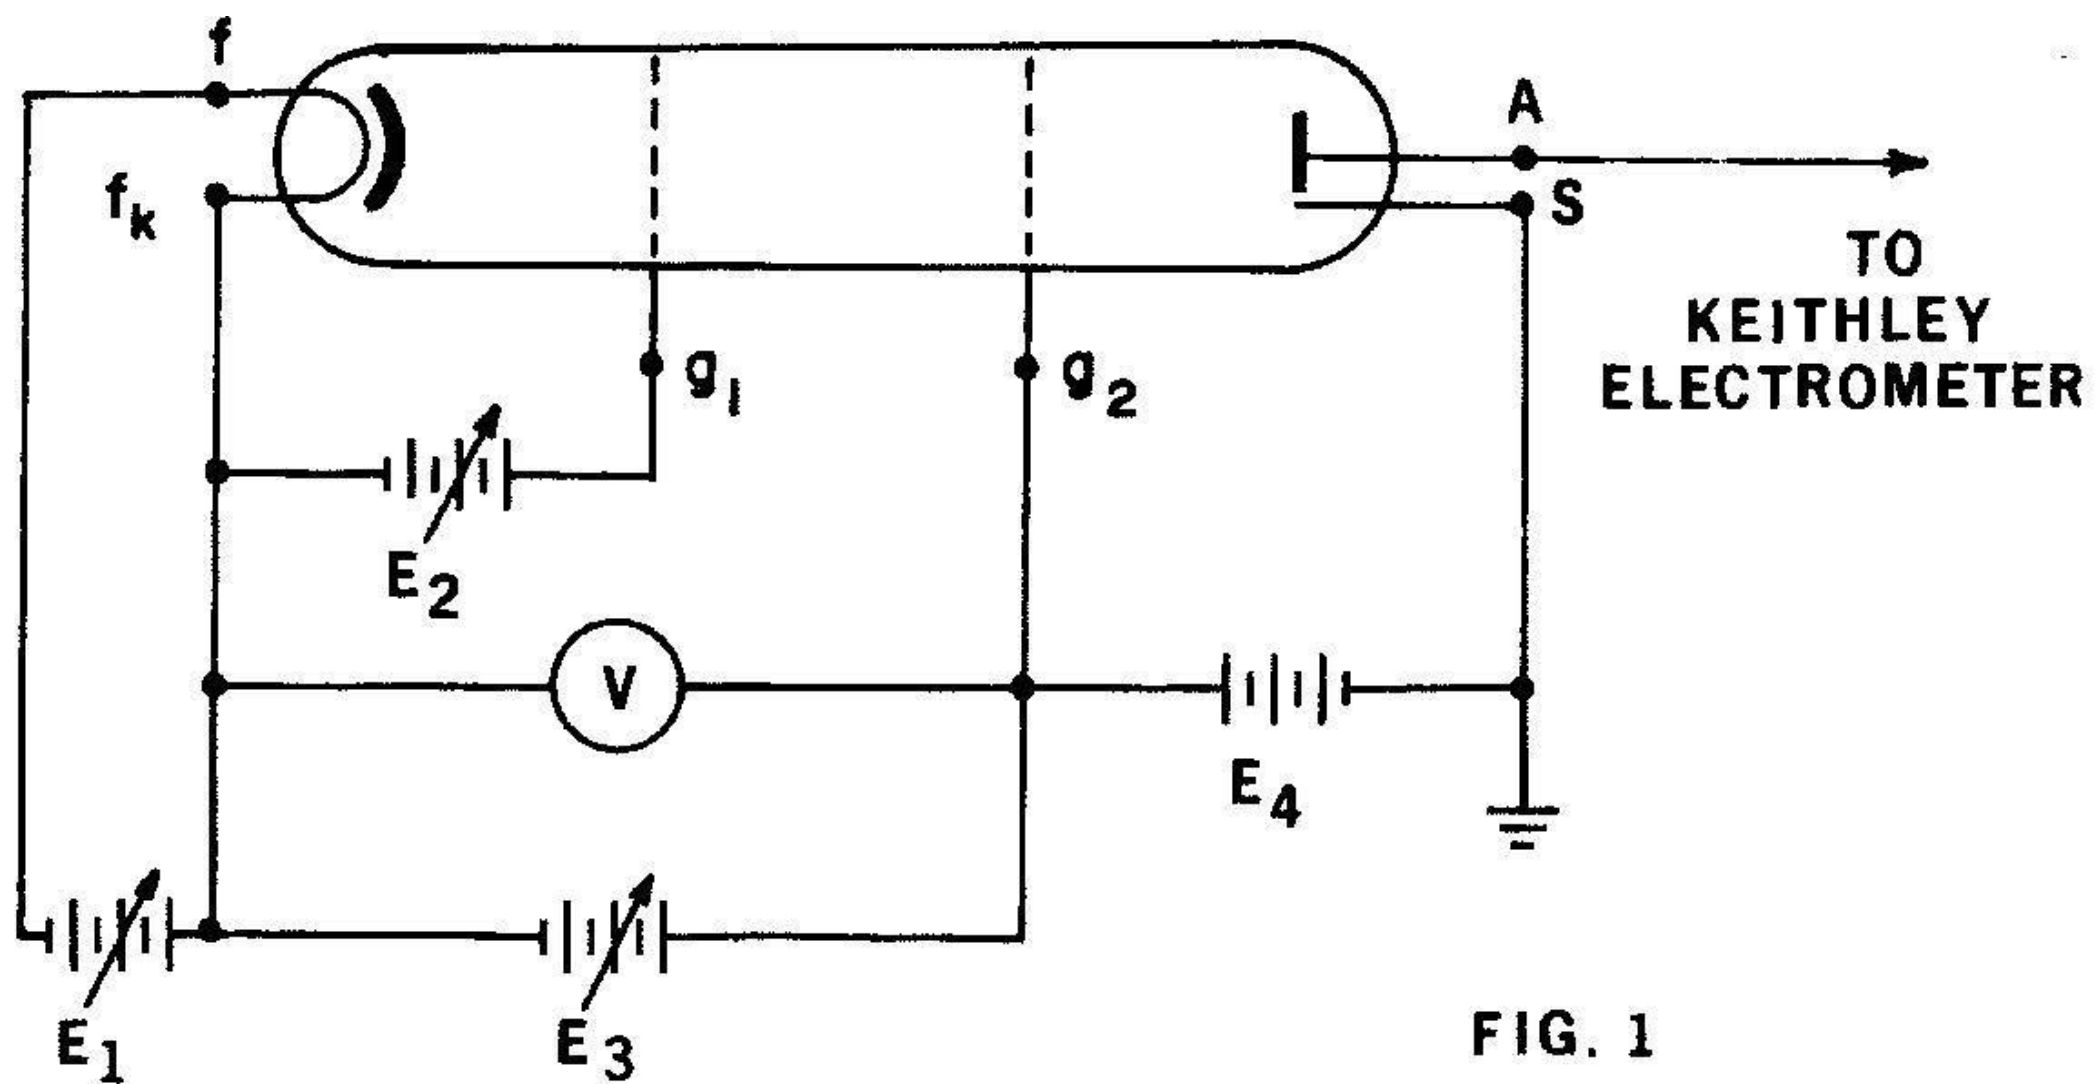 f
A
f_k
S
TO
KEITHLEY
ELECTROMETER
g_1
g_2
E_2
V
E_4
E_1
E_3
FIG. 1